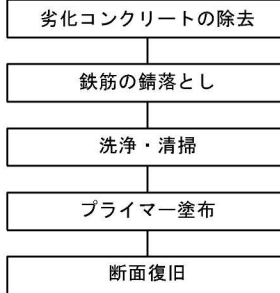 劣化コンクリートの除去
鉄筋の錆落とし
洗浄・清掃
プライマー塗布
断面復旧